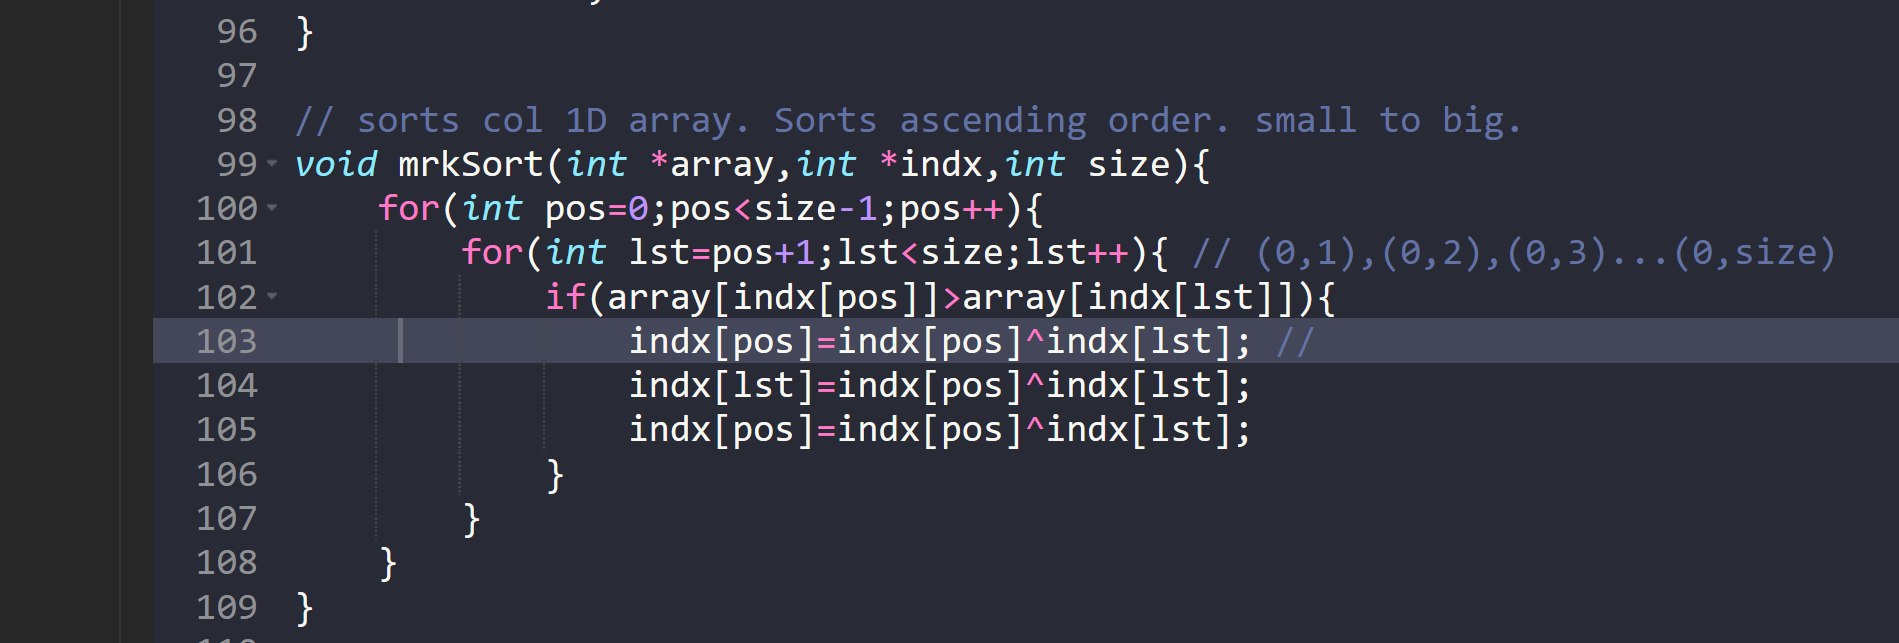 96 }
97
98 // sorts col 1D array. Sorts ascending order. small to big.
99 void mrkSort(int *array,int *indx,int size){
100     for(int pos=0;pos<size-1;pos++){
101         for(int lst=pos+1;lst<size;lst++){ // (0,1),(0,2),(0,3)...(0,size)
102             if(array[indx[pos]]>array[indx[lst]]){
103                 indx[pos]=indx[pos]^indx[lst]; //
104                 indx[lst]=indx[pos]^indx[lst];
105                 indx[pos]=indx[pos]^indx[lst];
106             }
107         }
108     }
109 }